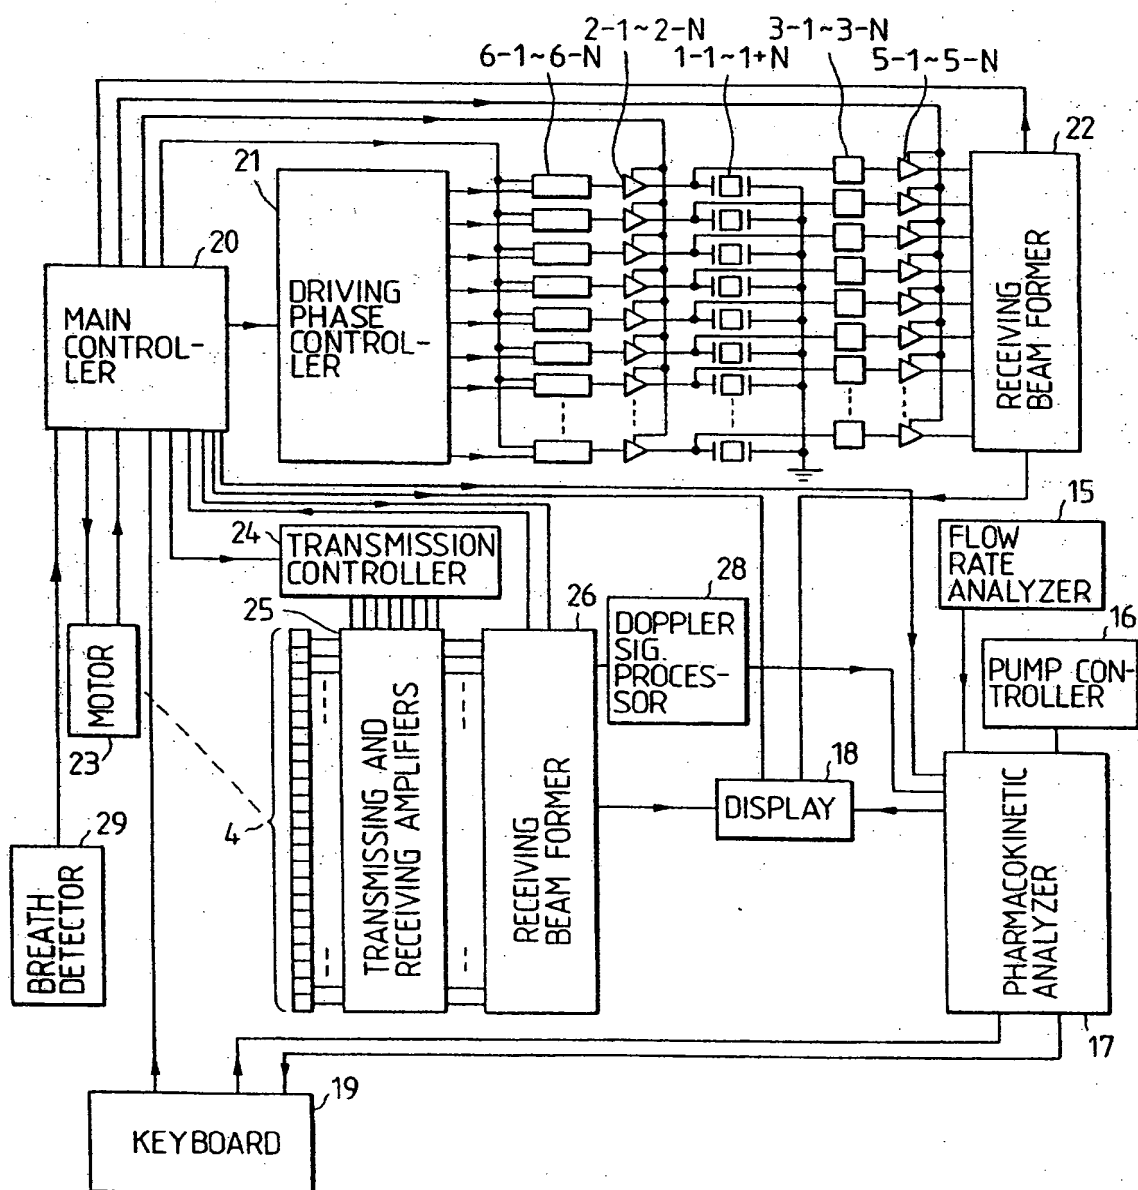 2-1~2-N
3-1~3-N
6-1~6-N
1-1~1+N
5-1~5-N
22
21
20
MAIN
CONTROL-
LER
DRIVING
PHASE
CONTROL-
LER
RECEIVING
BEAM FORMER
24
TRANSMISSION
CONTROLLER
15
FLOW
RATE
ANALYZER
25
26
28
DOPPLER
SIG.
PROCES-
SOR
16
PUMP CON-
TROLLER
MOTOR
23
TRANSMITTING AND
RECEIVING AMPLIFIERS
RECEIVING
BEAM FORMER
18
DISPLAY
4
29
BREATH
DETECTOR
PHARMACOKINETIC
ANALYZER
17
19
KEYBOARD